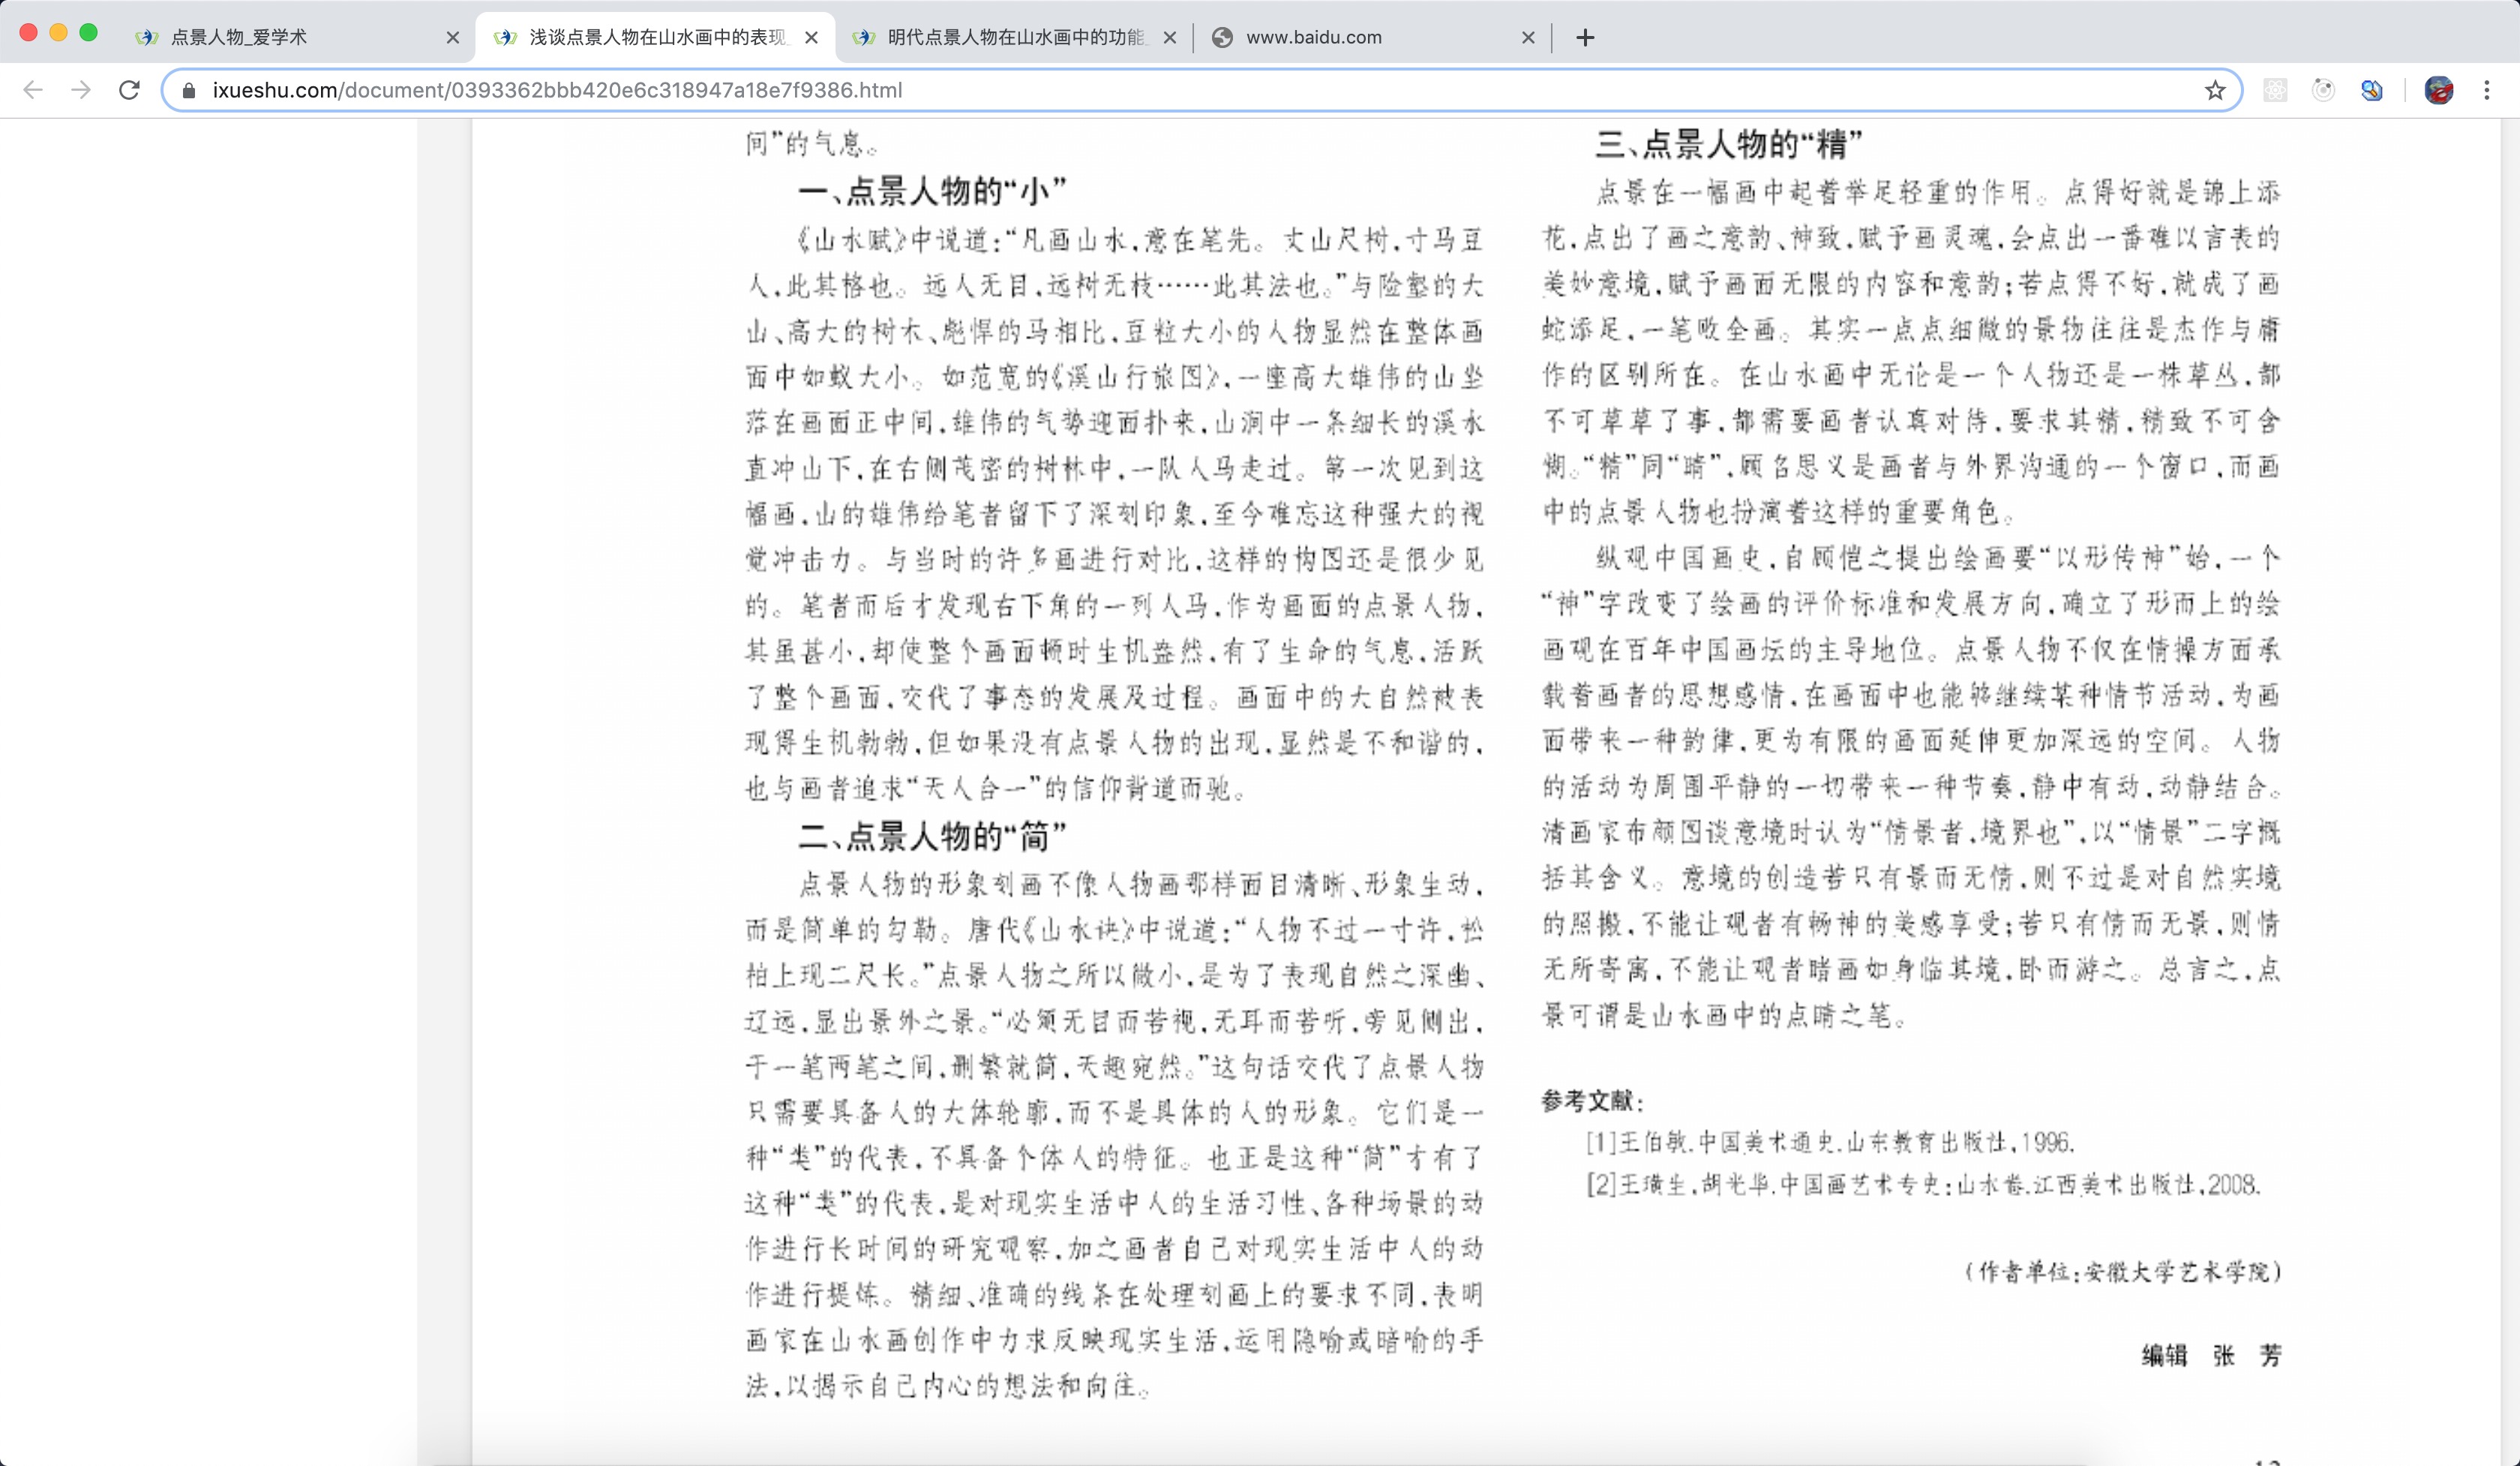 点景人物_爱学术
浅谈点景人物在山水画中的表现_
明代点景人物在山水画中的功能_
www.baidu.com
ixueshu.com/document/0393362bbb420e6c318947a18e7f9386.html
间”的气息。
一、点景人物的“小”
《山水赋》中说道：“凡画山水，意在笔先。丈山尺树，寸马豆
人，此其格也。远人无目，远树无枝……此其法也。”与险壑的大
山、高大的树木、彪悍的马相比，豆粒大小的人物显然在整体画
面中如蚁大小。如范宽的《溪山行旅图》，一座高大雄伟的山坐
落在画面正中间，雄伟的气势迎面扑来，山涧中一条细长的溪水
直冲山下，在右侧茂密的树林中，一队人马走过。第一次见到这
幅画，山的雄伟给笔者留下了深刻印象，至今难忘这种强大的视
觉冲击力。与当时的许多画进行对比，这样的构图还是很少见
的。笔者而后才发现右下角的一列人马，作为画面的点景人物，
其虽甚小，却使整个画面顿时生机盎然，有了生命的气息，活跃
了整个画面，交代了事态的发展及过程。画面中的大自然被表
现得生机勃勃，但如果没有点景人物的出现，显然是不和谐的，
也与画者追求“天人合一”的信仰背道而驰。
二、点景人物的“简”
点景人物的形象刻画不像人物画那样面目清晰、形象生动，
而是简单的勾勒。唐代《山水诀》中说道：“人物不过一寸许，松
柏上现二尺长。”点景人物之所以微小，是为了表现自然之深幽、
辽远，显出景外之景。“必须无目而若视，无耳而若听，旁见侧出，
于一笔两笔之间，删繁就简，天趣宛然。”这句话交代了点景人物
只需要具备人的大体轮廓，而不是具体的人的形象。它们是一
种“类”的代表，不具备个体人的特征。也正是这种“简”才有了
这种“类”的代表，是对现实生活中人的生活习性、各种场景的动
作进行长时间的研究观察，加之画者自己对现实生活中人的动
作进行提炼。精细、准确的线条在处理刻画上的要求不同，表明
画家在山水画创作中力求反映现实生活，运用隐喻或暗喻的手
法，以揭示自己内心的想法和向往。
三、点景人物的“精”
点景在一幅画中起着举足轻重的作用。点得好就是锦上添
花，点出了画之意韵、神致，赋予画灵魂，会点出一番难以言表的
美妙意境，赋予画面无限的内容和意韵；若点得不好，就成了画
蛇添足，一笔败全画。其实一点点细微的景物往往是杰作与庸
作的区别所在。在山水画中无论是一个人物还是一株草丛，都
不可草草了事，都需要画者认真对待，要求其精，精致不可含
糊。“精”同“睛”，顾名思义是画者与外界沟通的一个窗口，而画
中的点景人物也扮演着这样的重要角色。
纵观中国画史，自顾恺之提出绘画要“以形传神”始，一个
“神”字改变了绘画的评价标准和发展方向，确立了形而上的绘
画观在百年中国画坛的主导地位。点景人物不仅在情操方面承
载着画者的思想感情，在画面中也能够继续某种情节活动，为画
面带来一种韵律，更为有限的画面延伸更加深远的空间。人物
的活动为周围平静的一切带来一种节奏，静中有动，动静结合。
清画家布颜图谈意境时认为“情景者，境界也”，以“情景”二字概
括其含义。意境的创造若只有景而无情，则不过是对自然实境
的照搬，不能让观者有畅神的美感享受；若只有情而无景，则情
无所寄寓，不能让观者睹画如身临其境，卧而游之。总言之，点
景可谓是山水画中的点睛之笔。
参考文献：
[1]王伯敏.中国美术通史.山东教育出版社,1996.
[2]王璜生,胡光华.中国画艺术专史：山水卷.江西美术出版社,2008.
（作者单位：安徽大学艺术学院）
编辑 张 芳